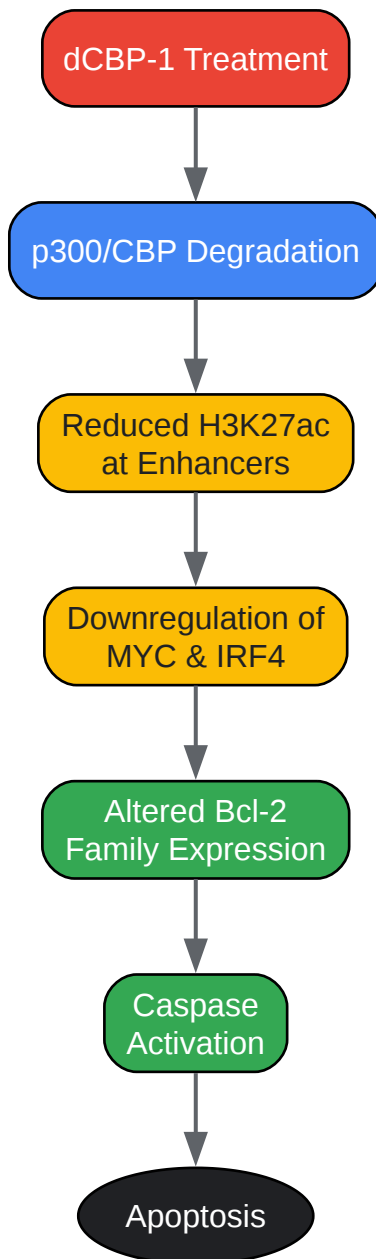 dCBP-1 Treatment
p300/CBP Degradation
Reduced H3K27ac
at Enhancers
Downregulation of
MYC & IRF4
Altered Bcl-2
Family Expression
Caspase
Activation
Apoptosis